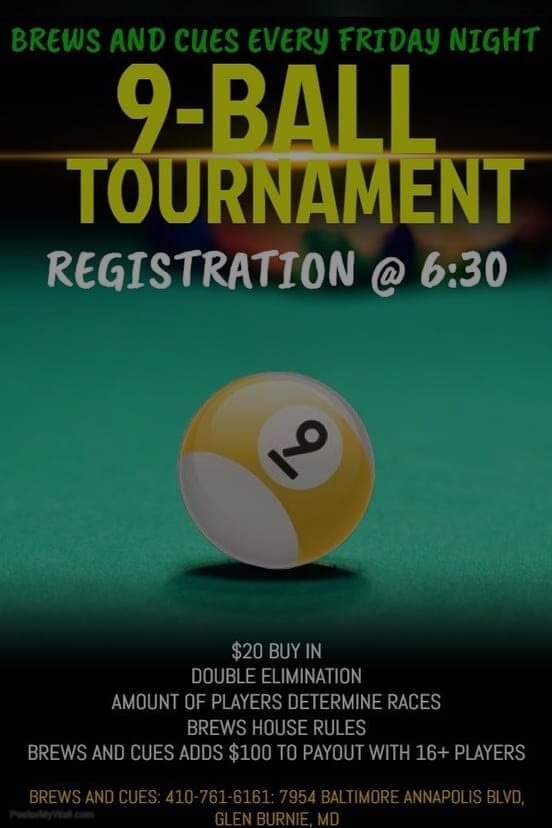 BREWS AND CUES EVERY FRIDAY NIGHT
9-BALL
TOURNAMENT
REGISTRATION @ 6:30
9
$20 BUY IN
DOUBLE ELIMINATION
AMOUNT OF PLAYERS DETERMINE RACES
BREWS HOUSE RULES
BREWS AND CUES ADDS $100 TO PAYOUT WITH 16+ PLAYERS
BREWS AND CUES: 410-761-6161: 7954 BALTIMORE ANNAPOLIS BLVD,
GLEN BURNIE, MD
PosterMyWall.com